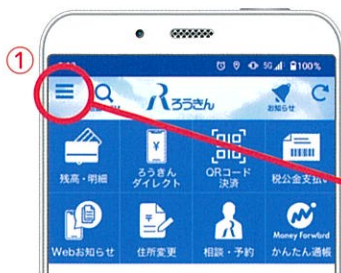 ①
5G 100%
ろうきん
お知らせ
残高・明細
ろうきん
ダイレクト
QRコード
決済
税公金支払い
Webお知らせ
住所変更
相談・予約
Money Forward
かんたん通帳